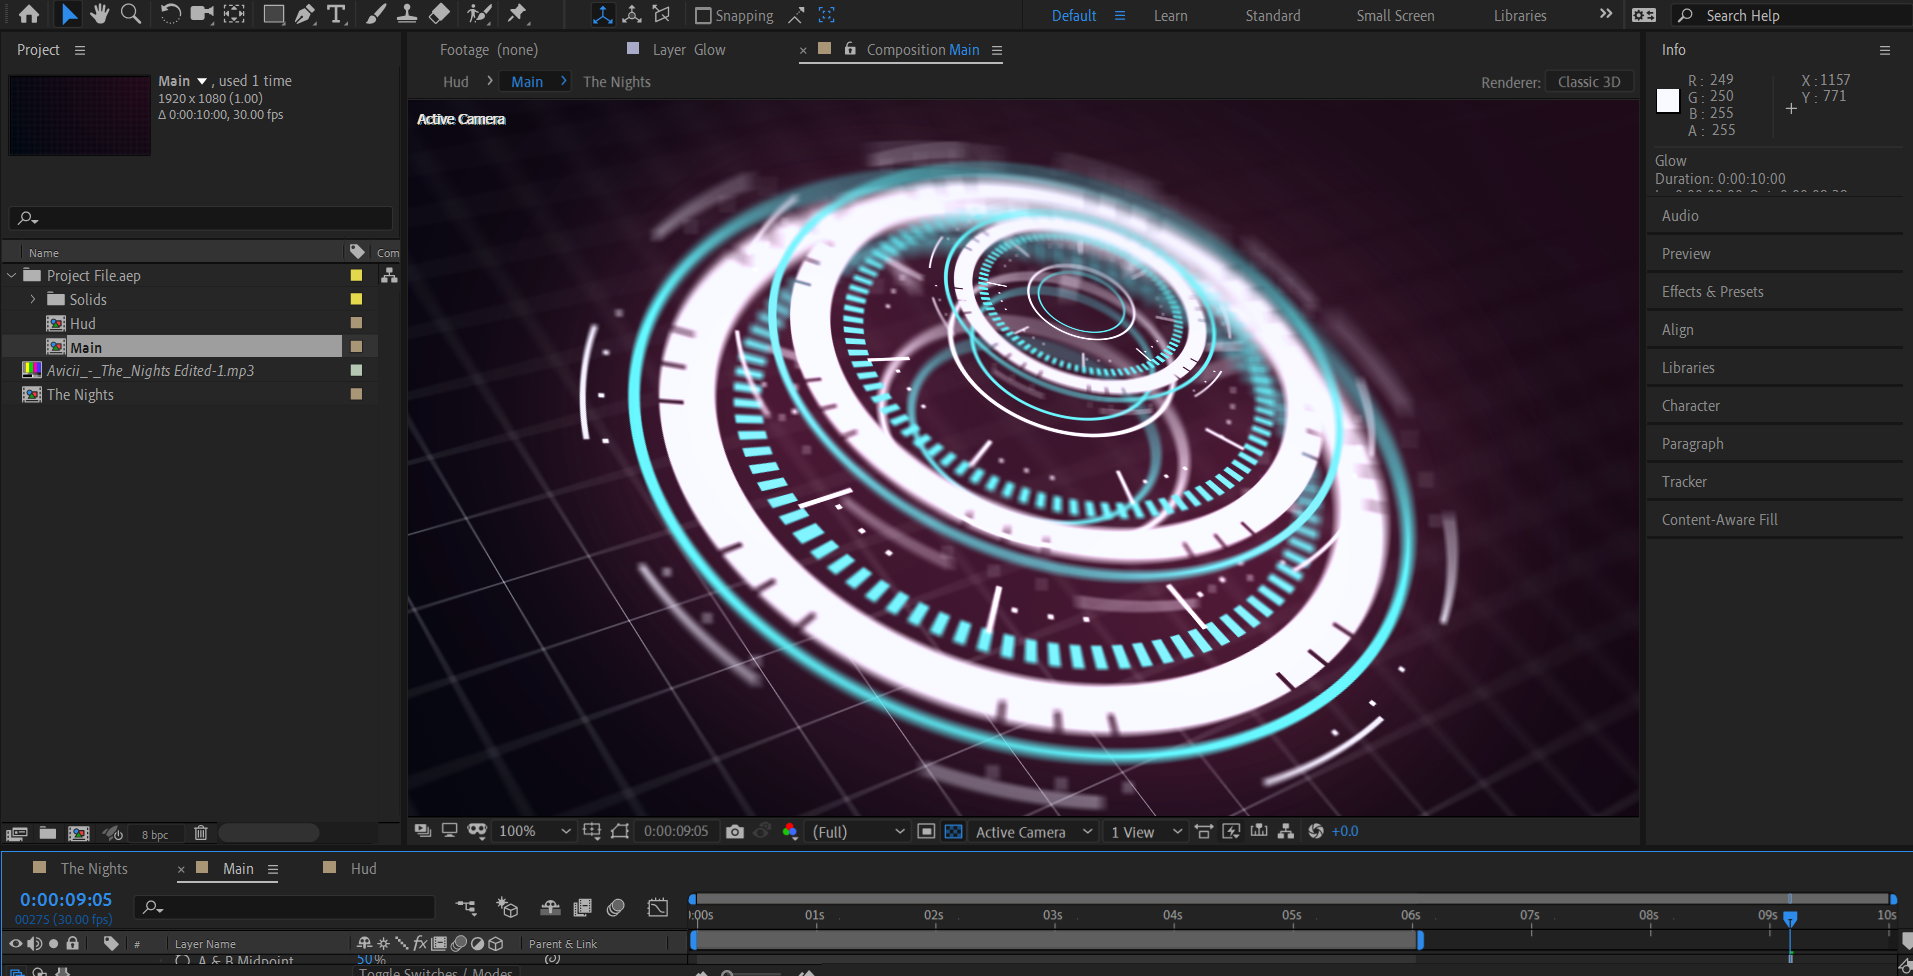 Snapping
Default
Learn
Standard
Small Screen
Libraries
Search Help
Project
Main , used 1 time
1920 x 1080 (1.00)
Δ 0:00:10:00, 30.00 fps
Name
Com
Project File.aep
Solids
Hud
Main
Avicii_-_The_Nights Edited-1.mp3
The Nights
8 bpc
Footage (none)
Layer Glow
× Composition Main
Hud
Main
The Nights
Renderer: Classic 3D
Active Camera
100%
0:00:09:05
(Full)
Active Camera
1 View
+0.0
Info
R : 249
G : 250
B : 255
A : 255
X : 1157
Y : 771
Glow
Duration: 0:00:10:00
Audio
Preview
Effects & Presets
Align
Libraries
Character
Paragraph
Tracker
Content-Aware Fill
The Nights
× Main
Hud
0:00:09:05
00275 (30.00 fps)
):00s 01s 02s 03s 04s 05s 06s 07s 08s 09s 10s
# Layer Name
fx
Parent & Link
A & B Midpoint
50%
Toggle Switches / Modes